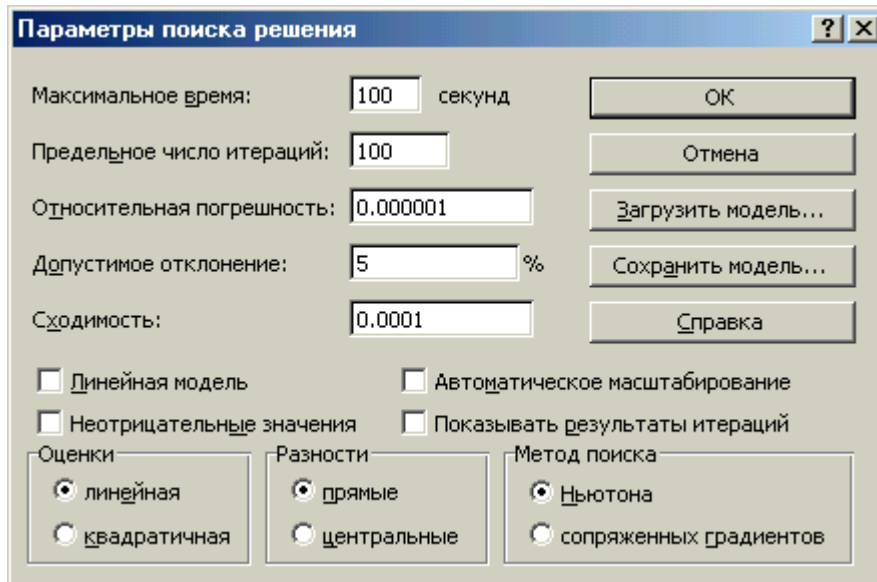 Параметры поиска решения
Максимальное время: 100 секунд OK
Предельное число итераций: 100 Отмена
Относительная погрешность: 0.000001 Загрузить модель...
Допустимое отклонение: 5 % Сохранить модель...
Сходимость: 0.0001 Справка
Линейная модель Автоматическое масштабирование
Неотрицательные значения Показывать результаты итераций
Оценки Разности Метод поиска
линейная прямые Ньютона
квадратичная центральные сопряженных градиентов